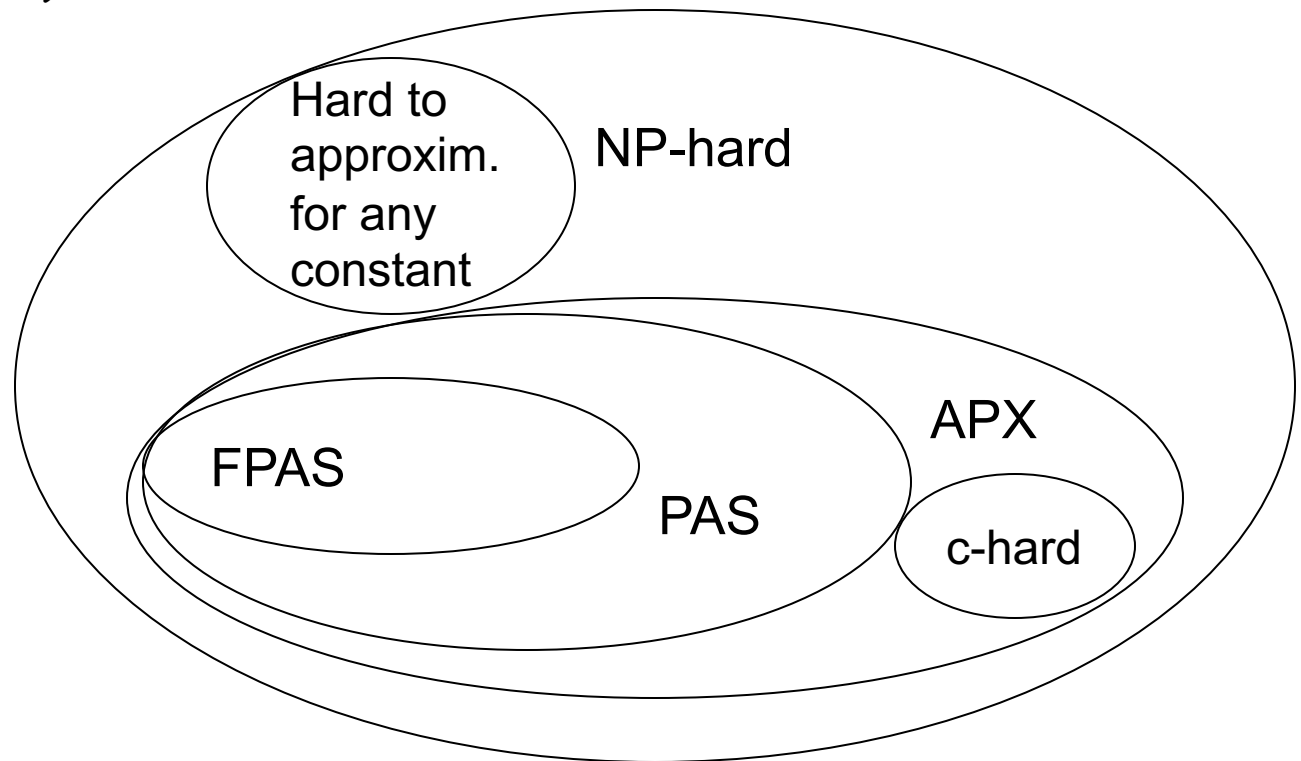 Hard to
approxim.
for any
constant
NP-hard
APX
FPAS
PAS
c-hard